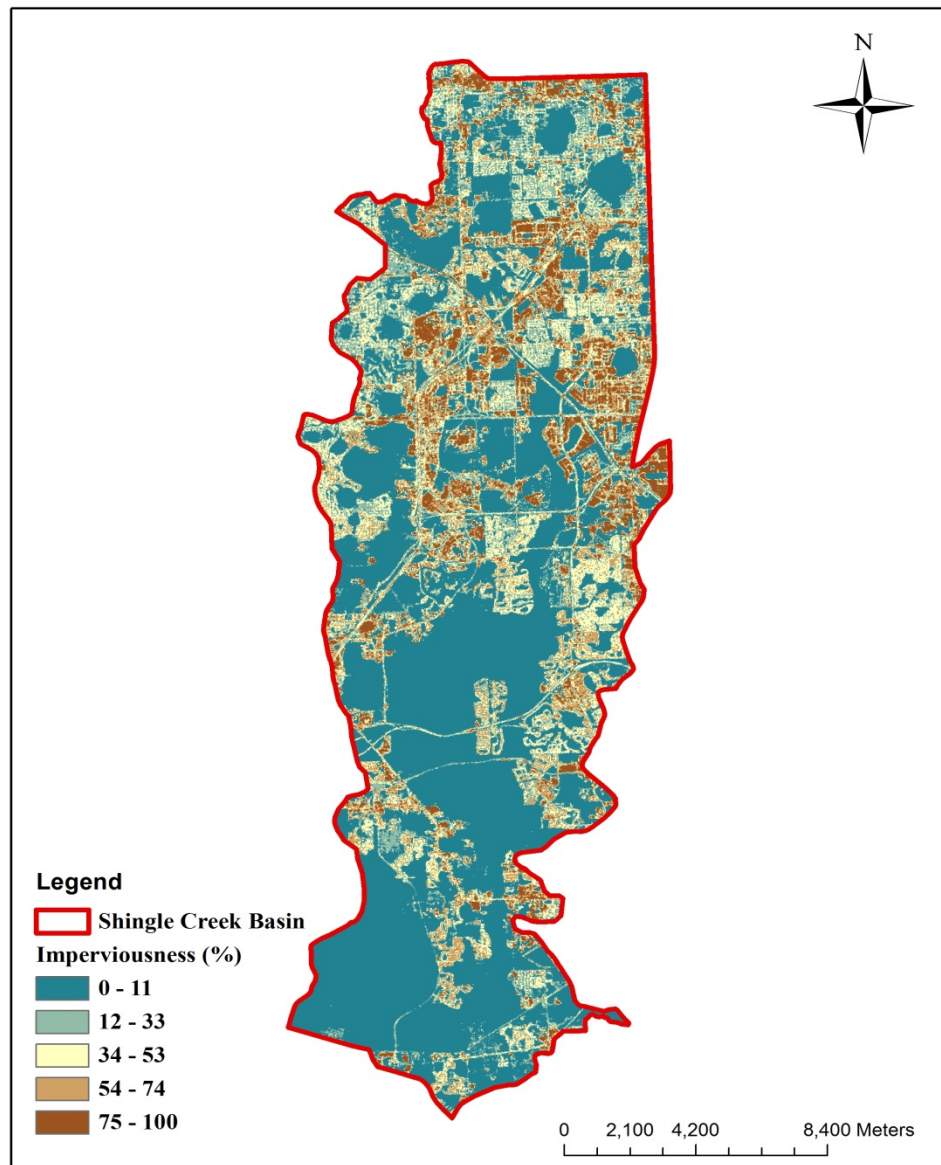 N
Legend
Shingle Creek Basin
Imperviousness (%)
0 - 11
12 - 33
34 - 53
54 - 74
75 - 100
0 2,100 4,200 8,400 Meters